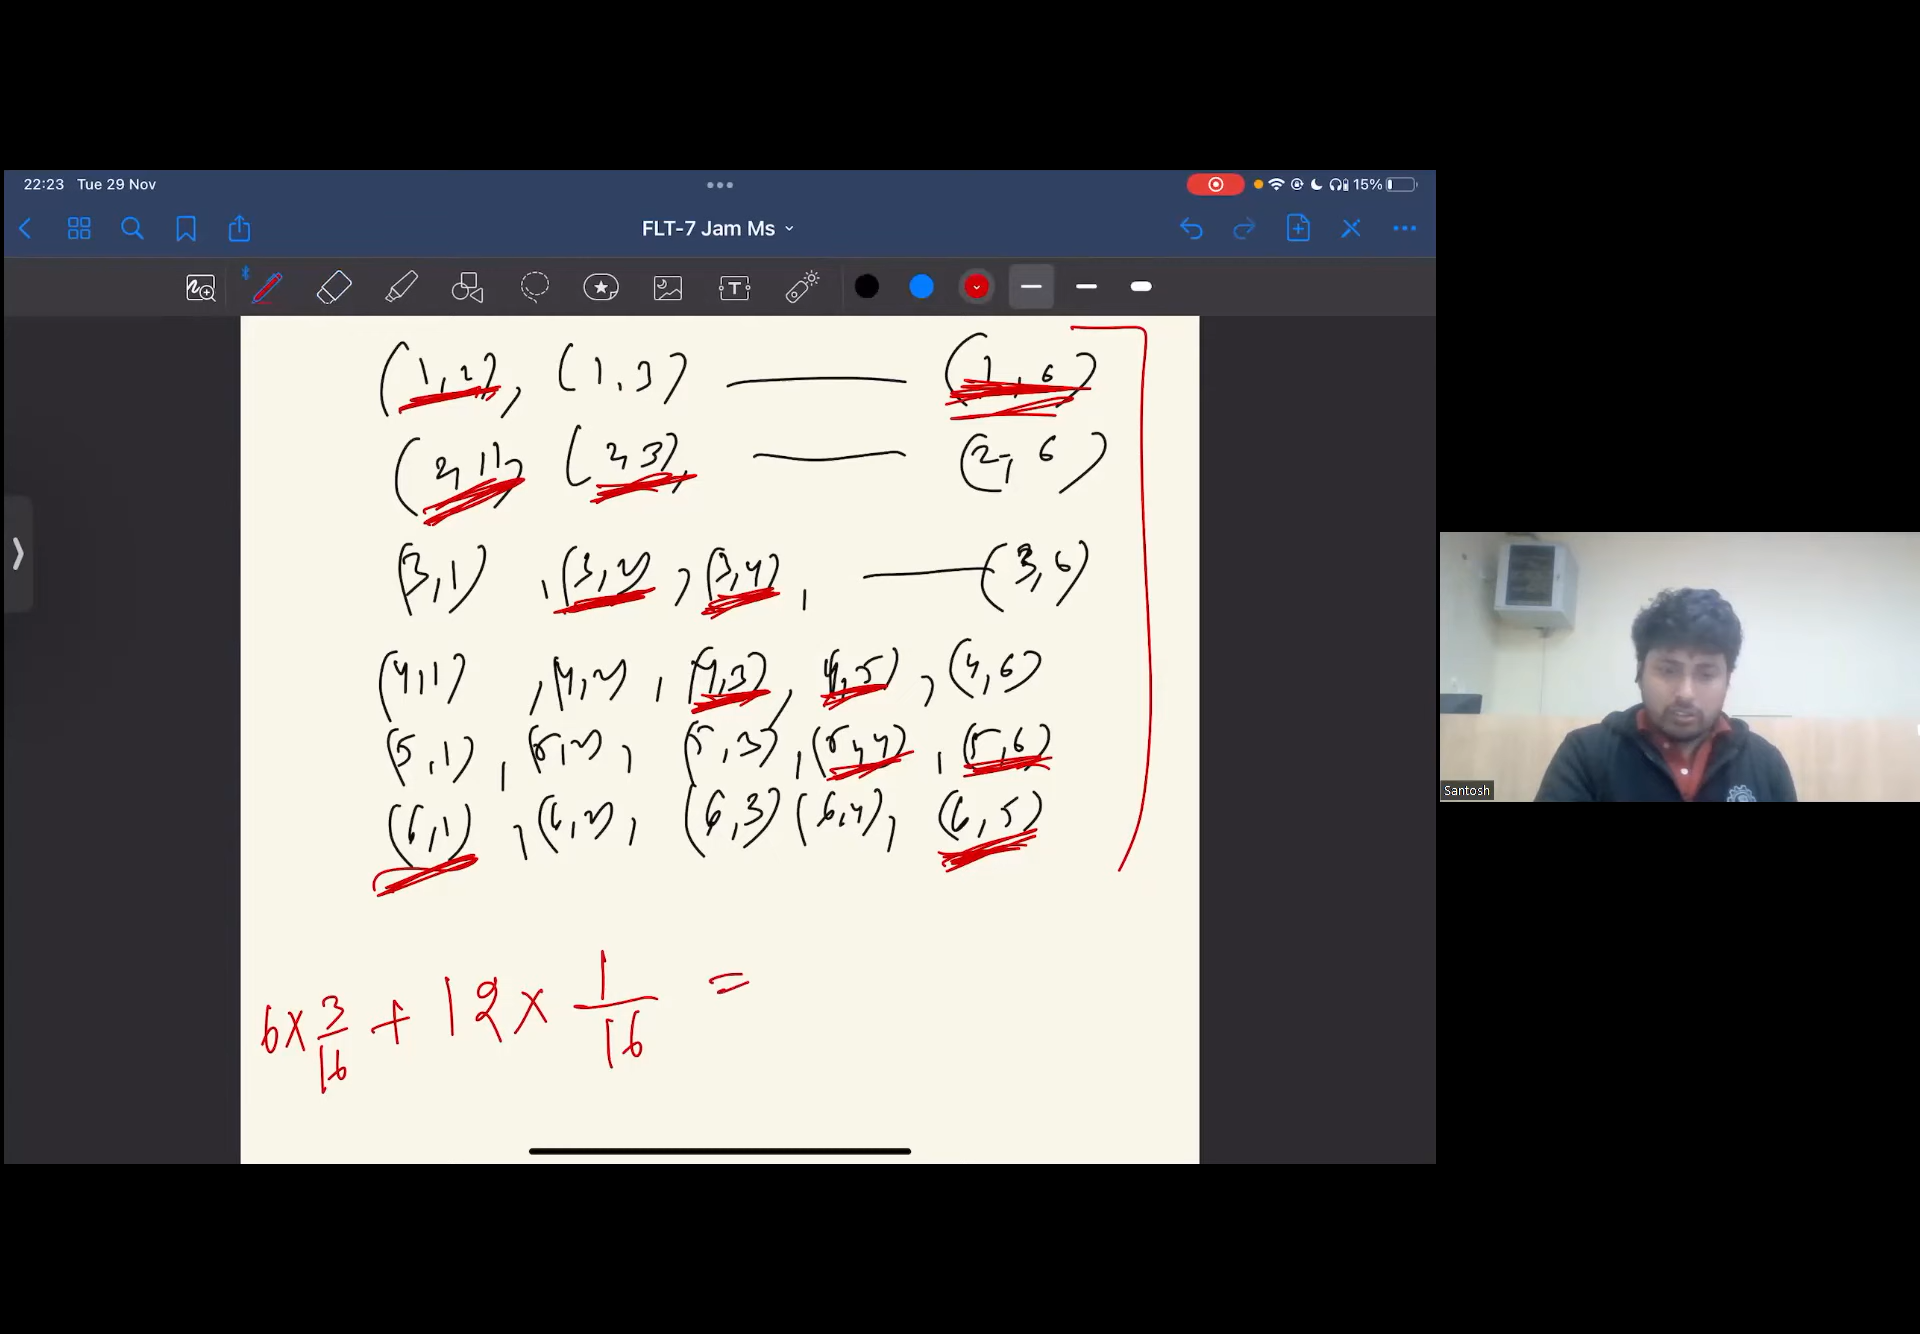 22:23 Tue 29 Nov
15%
FLT-7 Jam Ms
T
(1,2), (1,3) (1,6)
(2,1) (2,3), (2,6)
(3,1) , (3,2) , (3,4) , (3,6)
(4,1) , (4,2) , (4,3) , (4,5) , (4,6)
(5,1) , (5,2) , (5,3) , (5,4) , (5,6)
(6,1) , (6,2) , (6,3) (6,4), (6,5)
6 x 3/16 + 12 x 1/16 =
Santosh